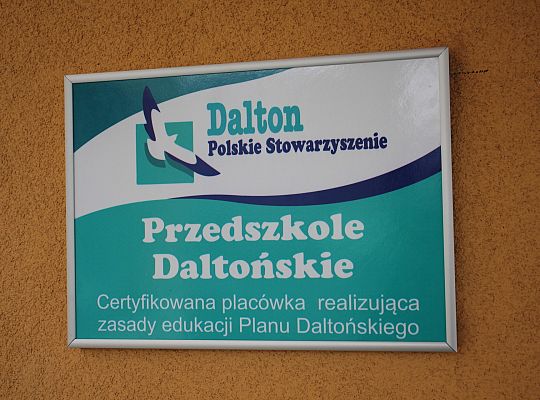 Dalton
Polskie Stowarzyszenie
Przedszkole
Daltońskie
Certyfikowana placówka realizująca
zasady edukacji Planu Daltońskiego